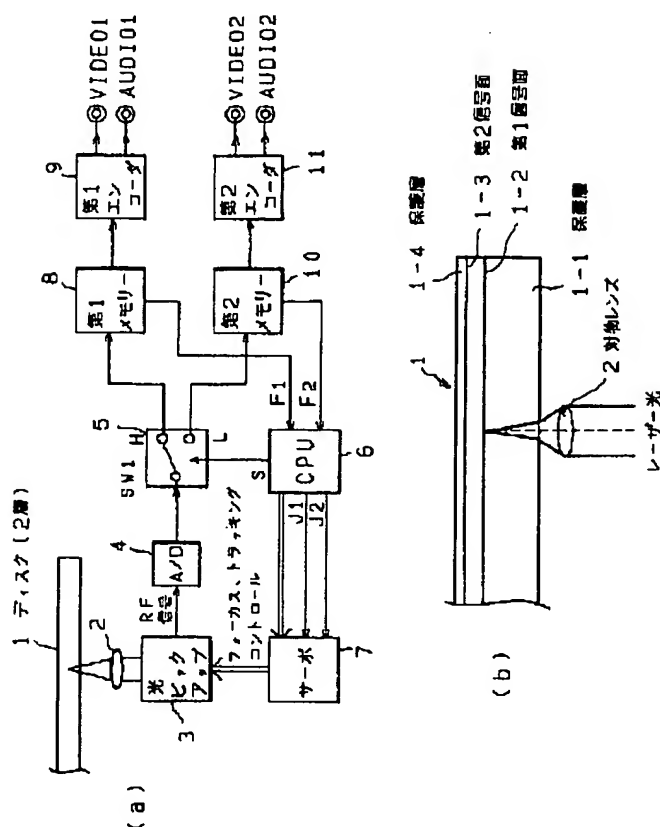 (a)
1 ディスク(2層)
2
光
ピック
アップ
3
RF
信号
4
A/D
SW1
5
H
L
S
CPU
6
F1
F2
J1
J2
フォーカス、トラッキング
コントロール
サーボ
7
8
第1
メモリー
9
第1
エン
コーダ
VIDEO1
AUDIO1
第2
メモリー
10
第2
エン
コーダ
11
VIDEO2
AUDIO2
(b)
1
1-4 保護層
1-3 第2信号面
1-2 第1信号面
1-1 保護層
2 対物レンズ
レーザー光